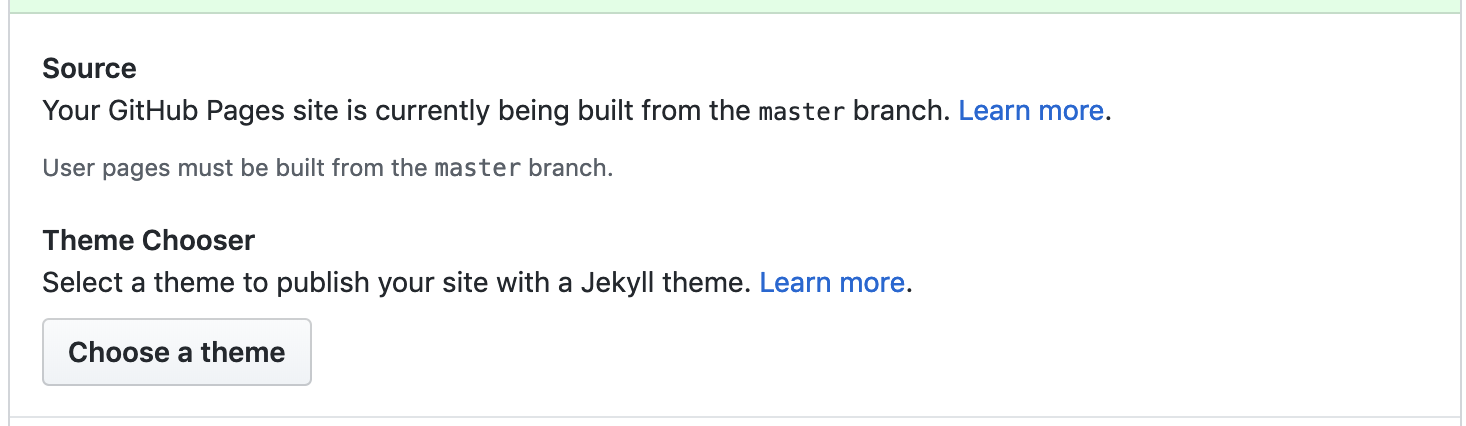 Source
Your GitHub Pages site is currently being built from the master branch. Learn more.
User pages must be built from the master branch.
Theme Chooser
Select a theme to publish your site with a Jekyll theme. Learn more.
Choose a theme